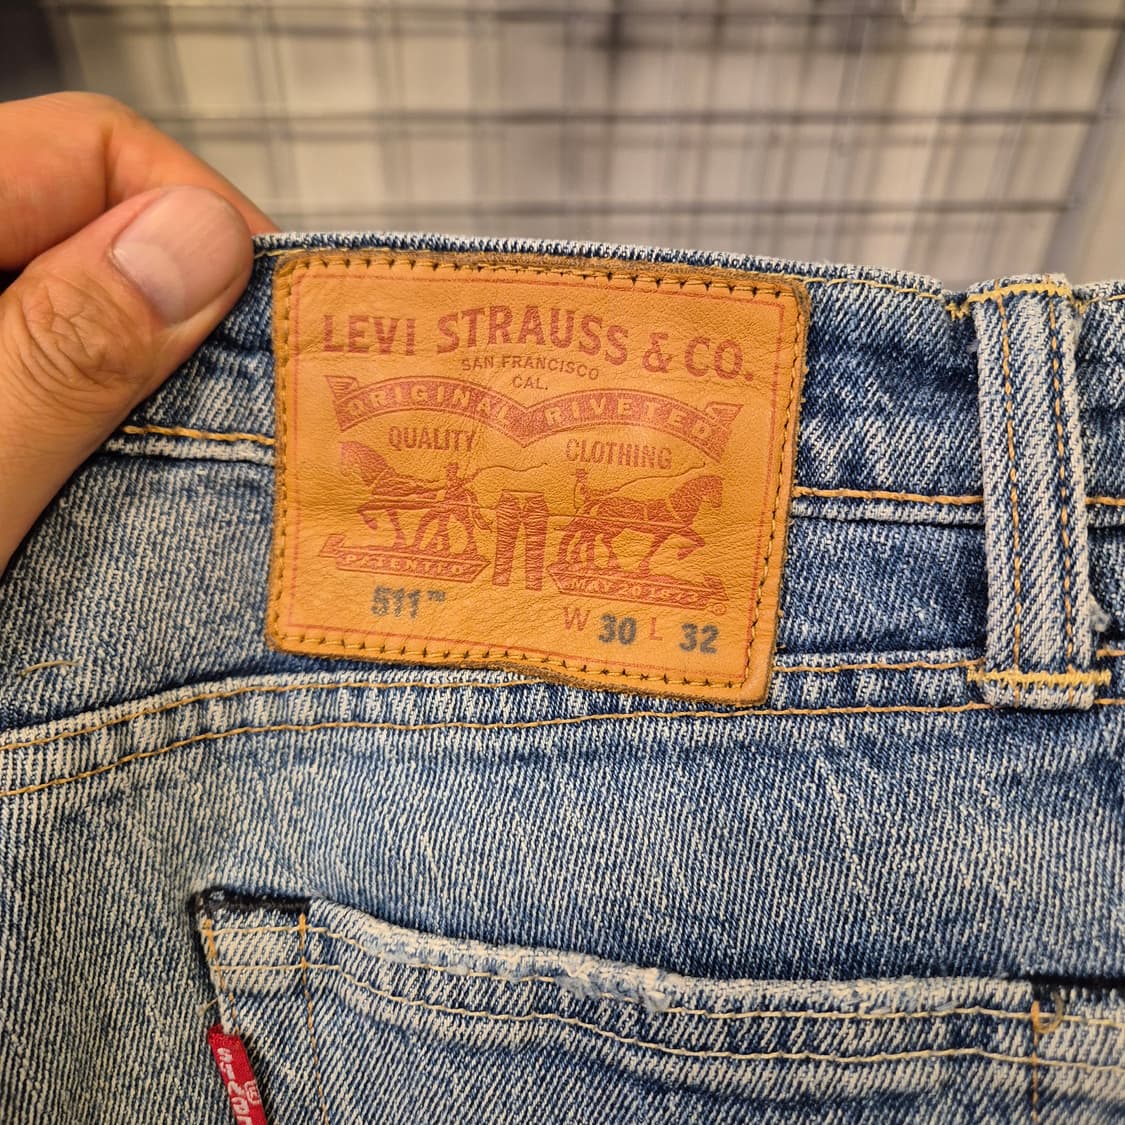 LEVI STRAUSS & CO.
SAN FRANCISCO
CAL.
ORIGINAL RIVETED
QUALITY CLOTHING
PATENTED MAY 20 1873
511™
W 30 L 32